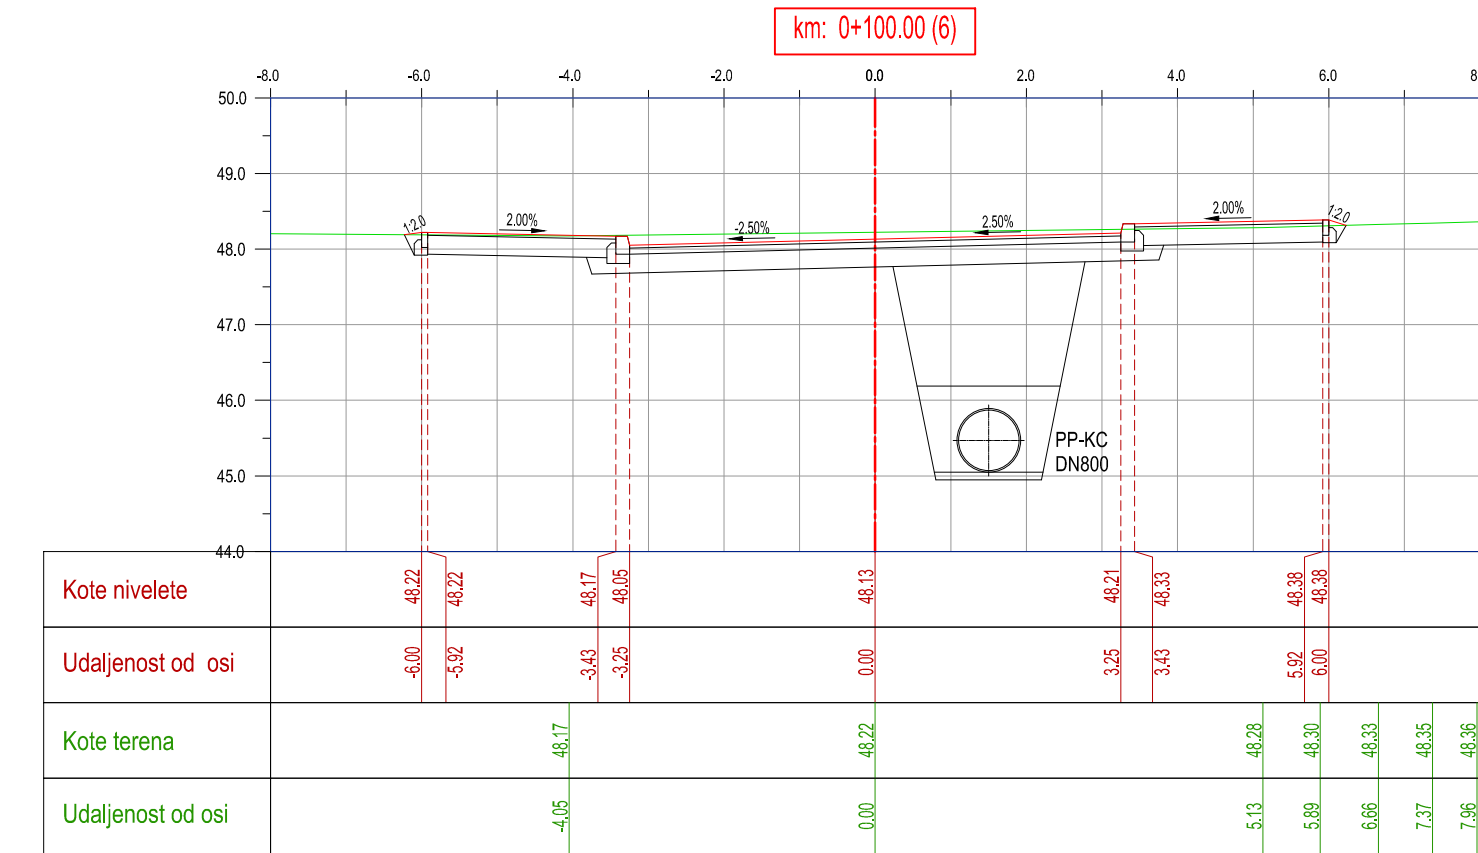 km: 0+100.00 (6)
-8.0 -6.0 -4.0 -2.0 0.0 2.0 4.0 6.0 8
50.0
49.0
1:2.0 2.00% -2.50% 2.50% 2.00% 1:2.0
48.0
47.0
46.0
PP-KC
DN800
45.0
44.0
Kote nivelete 48.22 48.22 48.17 48.05 48.13 48.21 48.33 48.38 48.38
Udaljenost od osi -6.00 -5.92 -3.43 -3.25 0.00 3.25 3.43 5.92 6.00
Kote terena 48.17 48.22 48.28 48.30 48.33 48.35 48.36
Udaljenost od osi -4.05 0.00 5.13 5.89 6.66 7.37 7.96